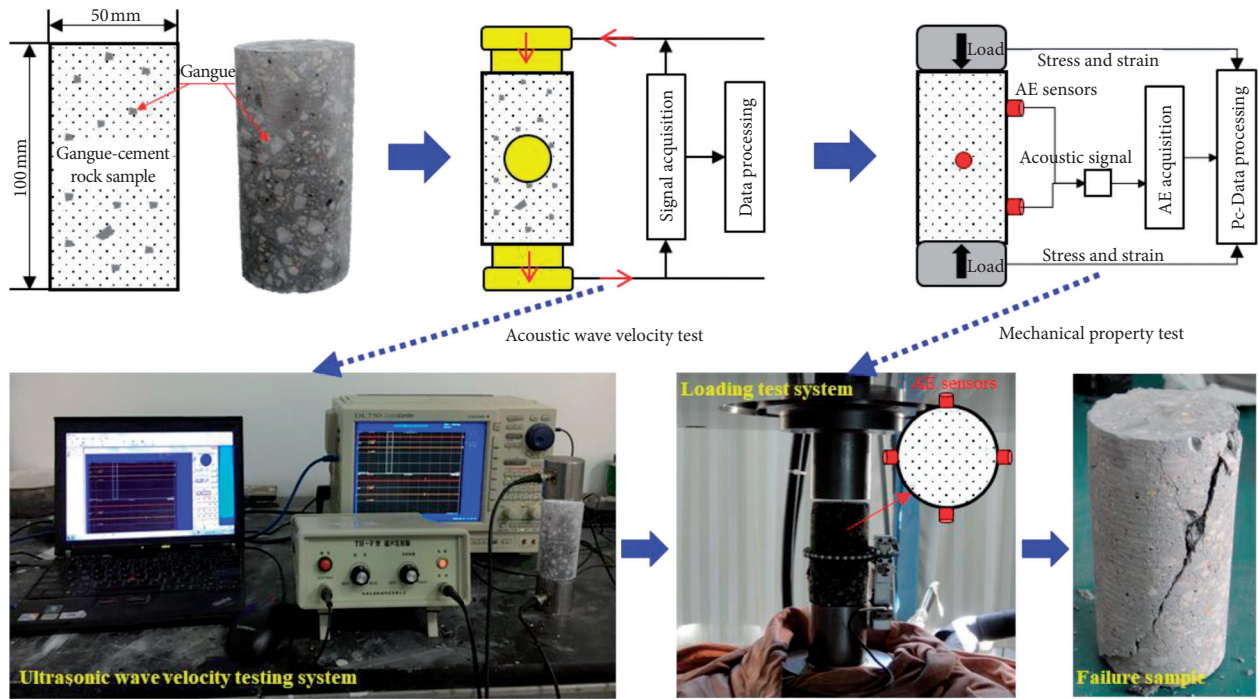 50 mm
100 mm
Gangue
Gangue-cement
rock sample
Signal acquisition
Data processing
Load
Stress and strain
AE sensors
Acoustic signal
AE acquisition
Pc-Data processing
Load
Stress and strain
Acoustic wave velocity test
Mechanical property test
Ultrasonic wave velocity testing system
DL750
Loading test system
AE sensors
Failure sample